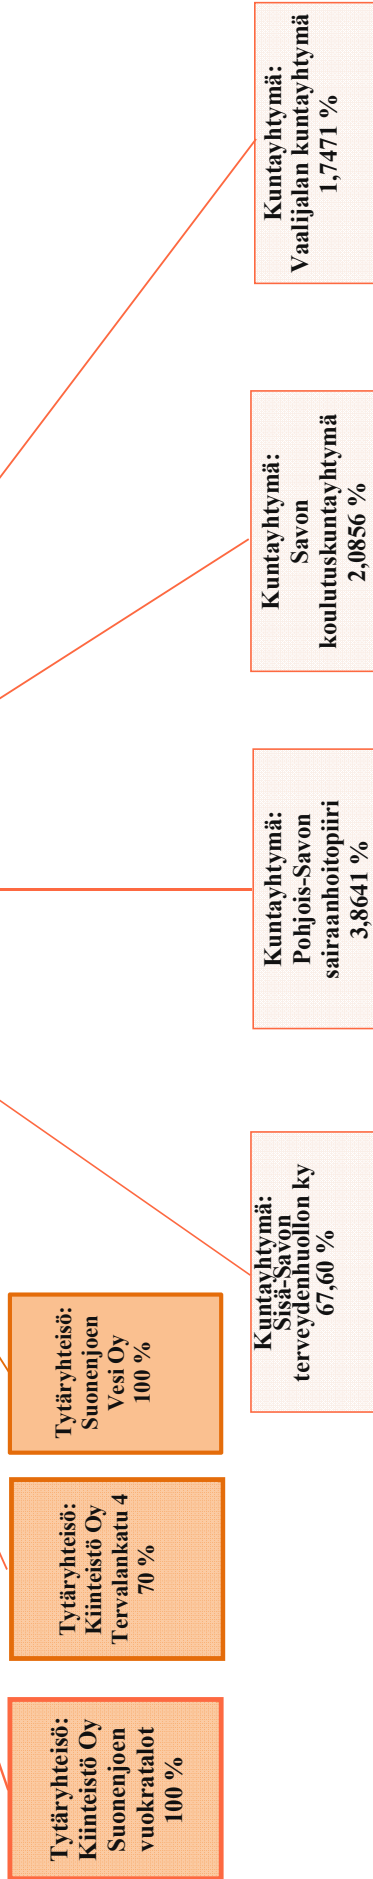 Tytäryhteisö:
Kiinteistö Oy
Suonenjoen
vuokratalot
100 %
Tytäryhteisö:
Kiinteistö Oy
Tervalankatu 4
70 %
Tytäryhteisö:
Suonenjoen
Vesi Oy
100 %
Kuntayhtymä:
Sisä-Savon
terveydenhuollon ky
67,60 %
Kuntayhtymä:
Pohjois-Savon
sairaanhoitopiiri
3,8641 %
Kuntayhtymä:
Savon
koulutuskuntayhtymä
2,0856 %
Kuntayhtymä:
Vaalijalan kuntayhtymä
1,7471 %